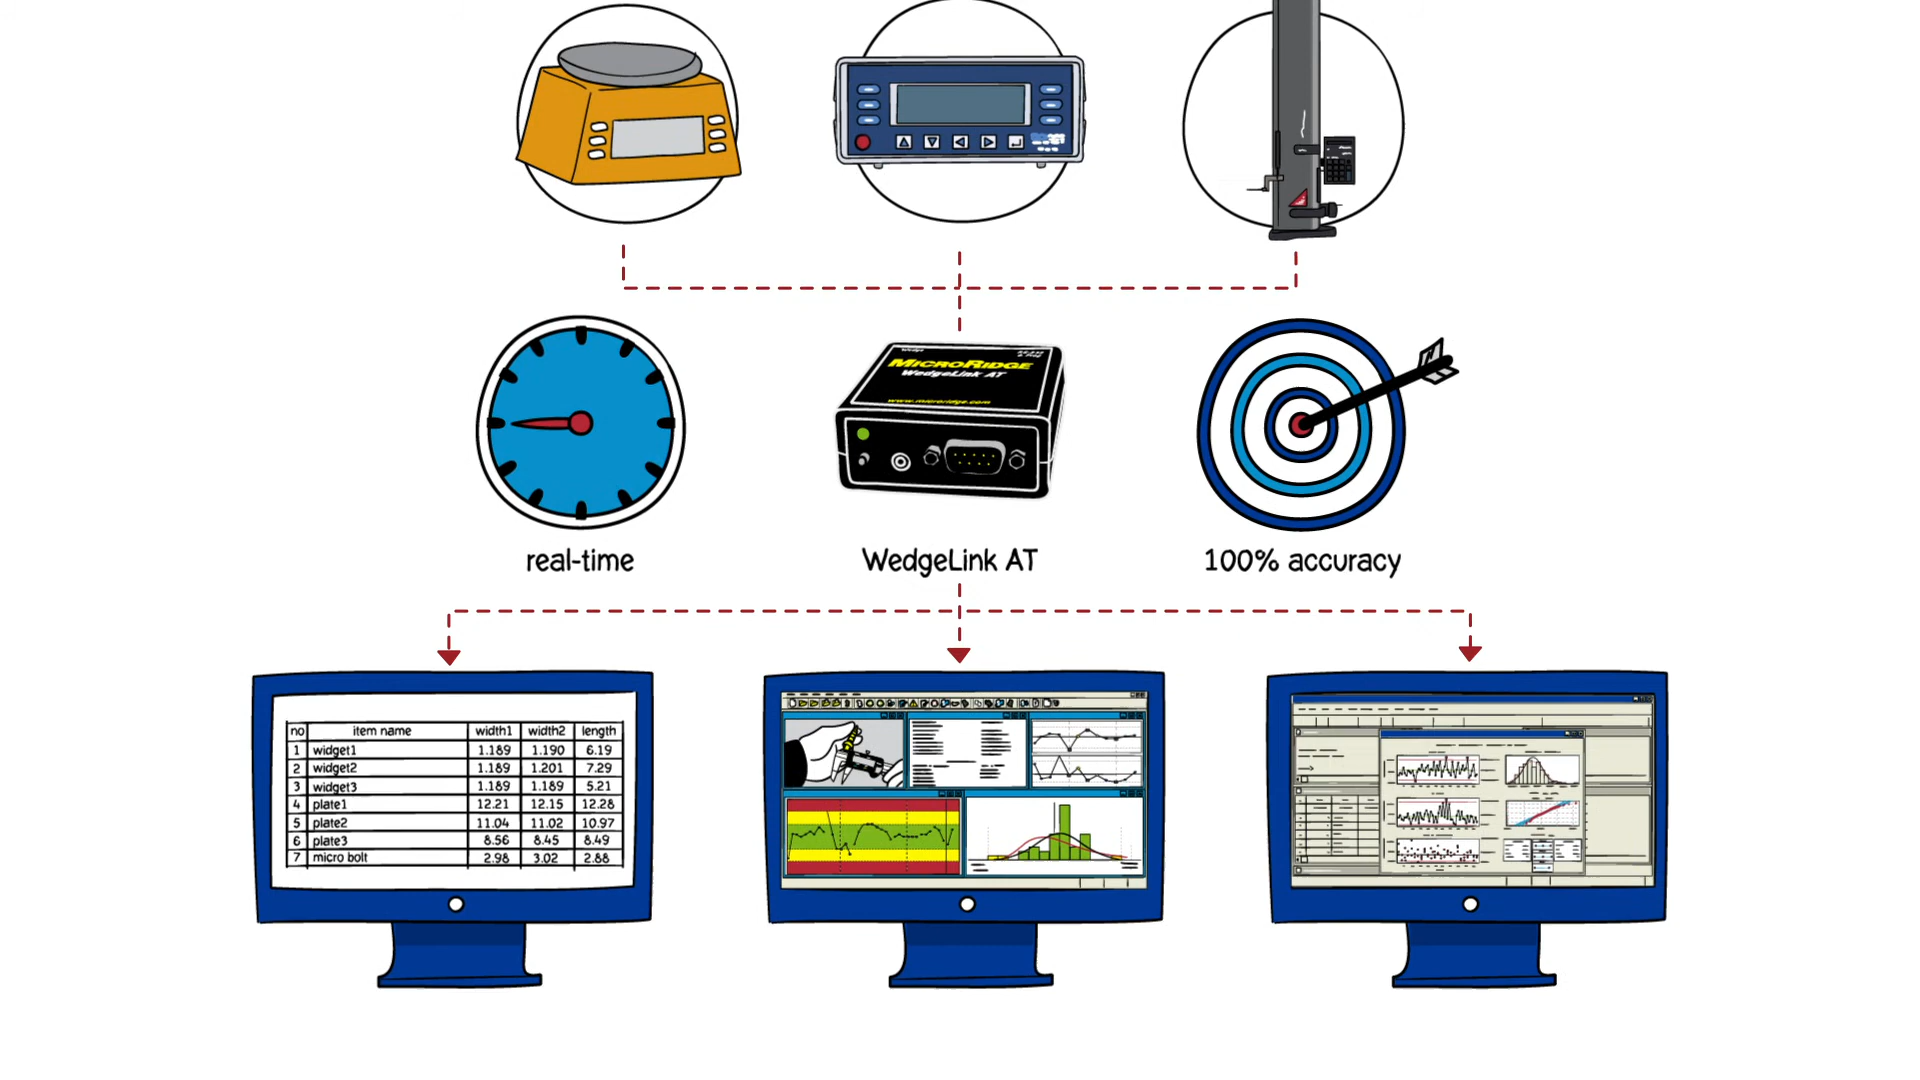 Wedge
MICRORIDGE
WedgeLink AT
www.microridge.com
real-time
WedgeLink AT
100% accuracy
no item name width1 width2 length
1 widget1 1.189 1.190 6.19
2 widget2 1.189 1.201 7.29
3 widget3 1.189 1.189 5.21
4 plate1 12.21 12.15 12.28
5 plate2 11.04 11.02 10.97
6 plate3 8.56 8.45 8.49
7 micro bolt 2.98 3.02 2.88